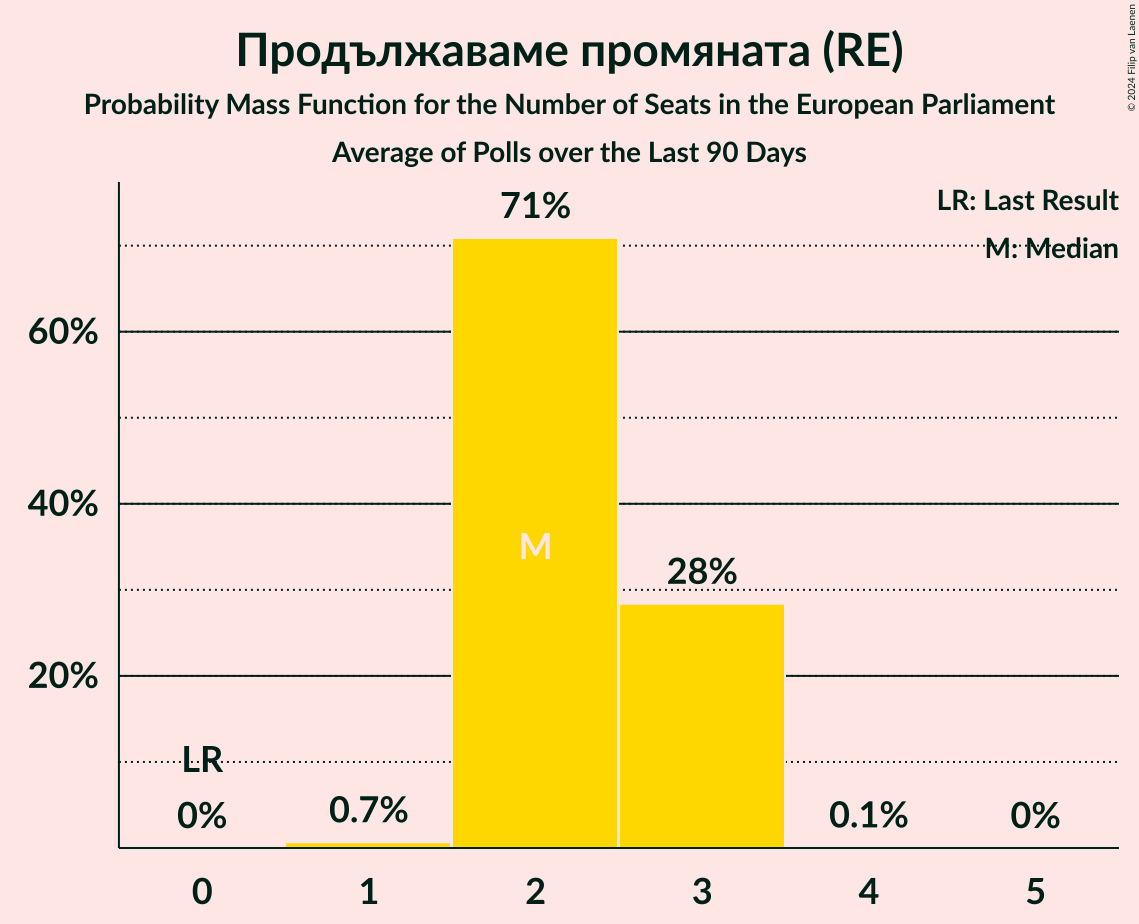 Продължаваме промяната (RE)
Probability Mass Function for the Number of Seats in the European Parliament
Average of Polls over the Last 90 Days
© 2024 Filip van Laenen
LR: Last Result
M: Median
71%
60%
40%
M
28%
20%
LR
0%
0.7%
0.1%
0%
0 1 2 3 4 5